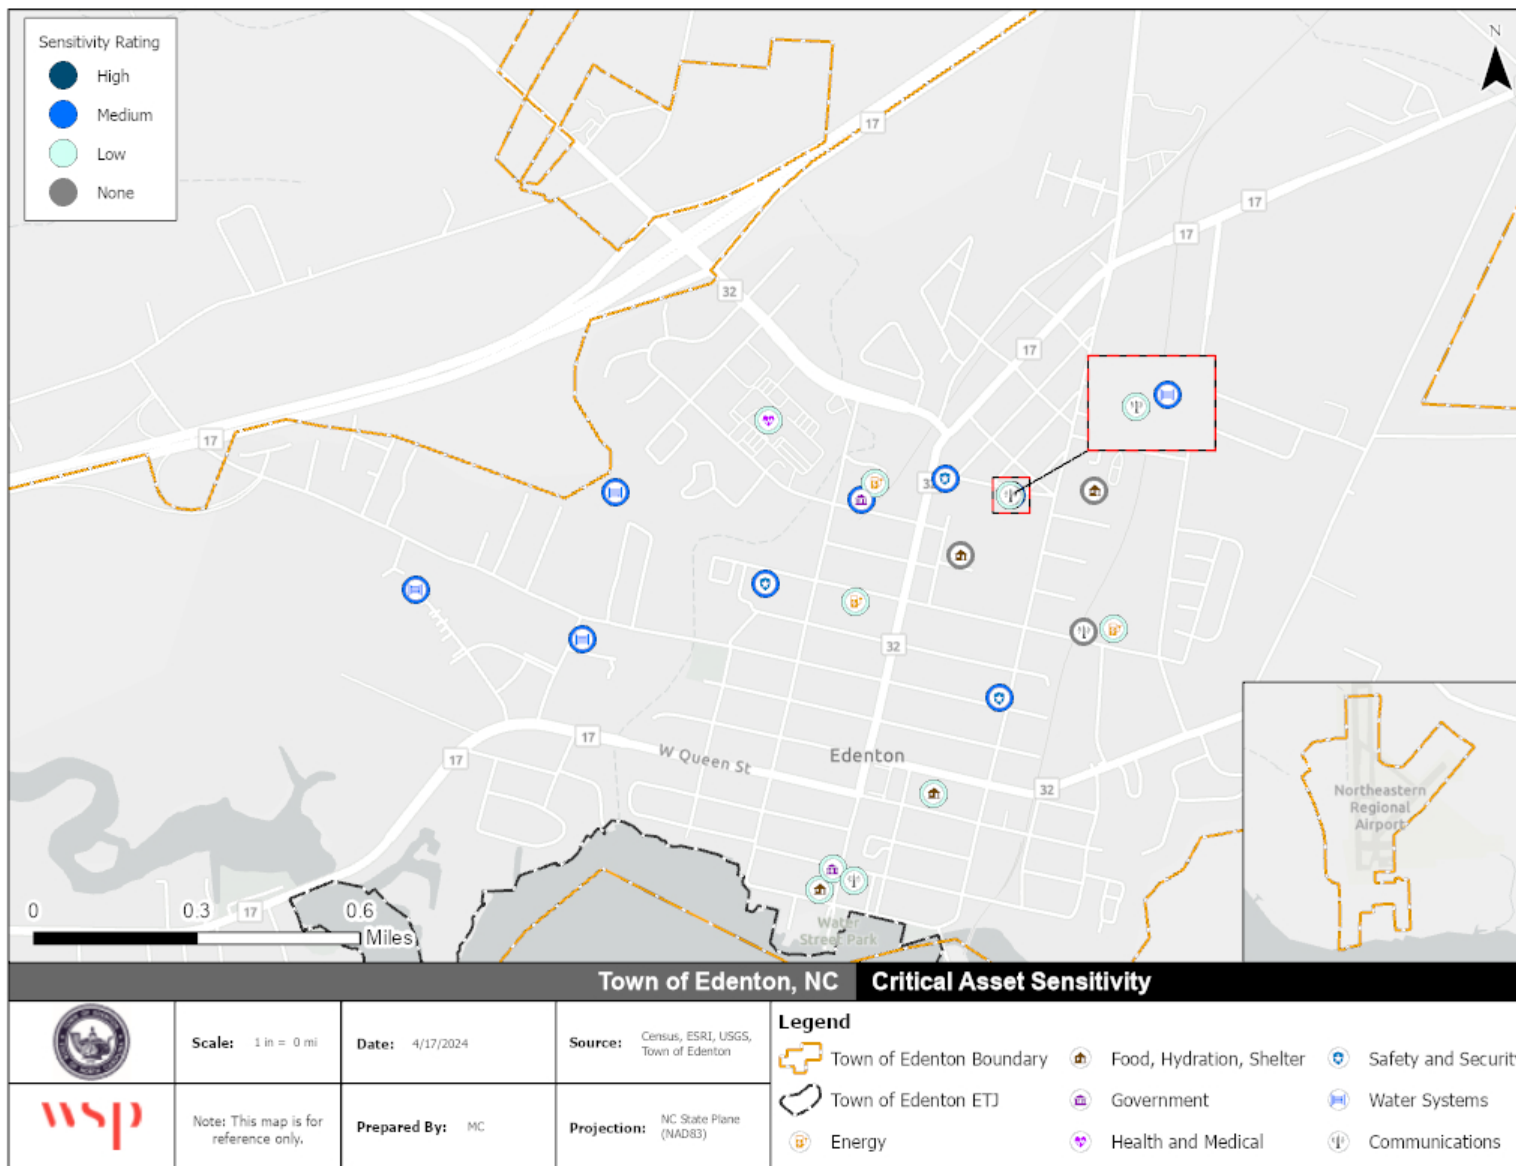 Sensitivity Rating
High
Medium
Low
None
N
17
17
17
32
17
17
32
32
17
17
W Queen St
Edenton
32
Northeastern
Regional
Airport
Water
Street Park
0 0.3 0.6
17
Miles
Town of Edenton, NC Critical Asset Sensitivity
Scale: 1 in = 0 mi
Date: 4/17/2024
Source: Census, ESRI, USGS,
Town of Edenton
wsp
Note: This map is for
reference only.
Prepared By: MC
Projection: NC State Plane
(NAD83)
Legend
Town of Edenton Boundary
Food, Hydration, Shelter
Safety and Security
Town of Edenton ETJ
Government
Water Systems
Energy
Health and Medical
Communications